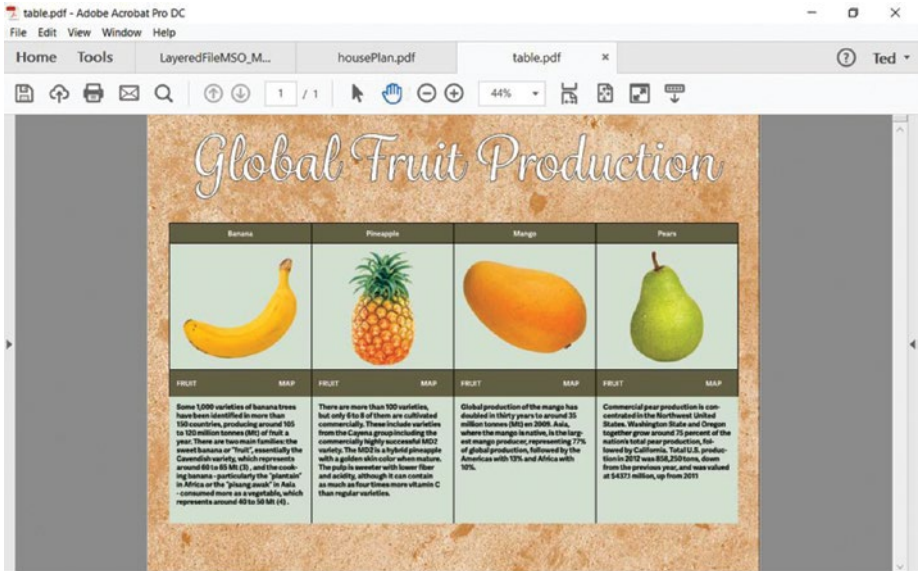 table.pdf - Adobe Acrobat Pro DC
File Edit View Window Help
Home Tools LayeredFileMSO_M... housePlan.pdf table.pdf × Ted
1 / 1 44%
Global Fruit Production
Banana Pineapple Mango Pears
FRUIT MAP FRUIT MAP FRUIT MAP FRUIT MAP
Some 1,000 varieties of banana trees
have been identified in more than
150 countries, producing around 105
to 120 million tonnes (Mt) of fruit a
year. There are two main families: the
sweet banana or "fruit", essentially the
Cavendish variety, which represents
around 60 to 65 Mt (3) , and the cook-
ing banana - particularly the "plantain"
in Africa or the "pisang awak" in Asia
- consumed more as a vegetable, which
represents around 40 to 50 Mt (4) .
There are more than 100 varieties,
but only 6 to 8 of them are cultivated
commercially. These include varieties
from the Cayena group including the
commercially highly successful MD2
variety. The MD2 is a hybrid pineapple
with a golden skin color when mature.
The pulp is sweeter with lower fiber
and acidity, although it can contain
as much as four times more vitamin C
than regular varieties.
Global production of the mango has
doubled in thirty years to around 35
million tonnes (Mt) en 2009. Asia,
where the mango is native, is the larg-
est mango producer, representing 77%
of global production, followed by the
Americas with 13% and Africa with
10%.
Commercial pear production is con-
centrated in the Northwest United
States. Washington State and Oregon
together grow around 75 percent of the
nation's total pear production, fol-
lowed by California. Total U.S. produc-
tion in 2012 was 858,250 tons, down
from the previous year, and was valued
at $437.1 million, up from 2011